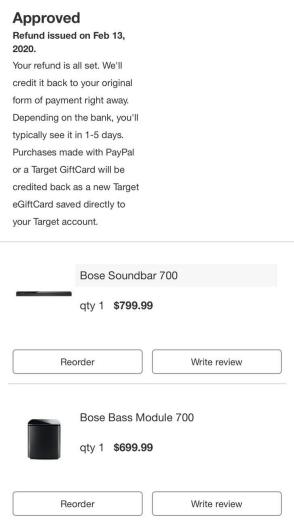 Approved
Refund issued on Feb 13,
2020.
Your refund is all set. We'll
credit it back to your original
form of payment right away.
Depending on the bank, you'll
typically see it in 1-5 days.
Purchases made with PayPal
or a Target GiftCard will be
credited back as a new Target
eGiftCard saved directly to
your Target account.
Bose Soundbar 700
qty 1 $799.99
Reorder Write review
Bose Bass Module 700
qty 1 $699.99
Reorder Write review